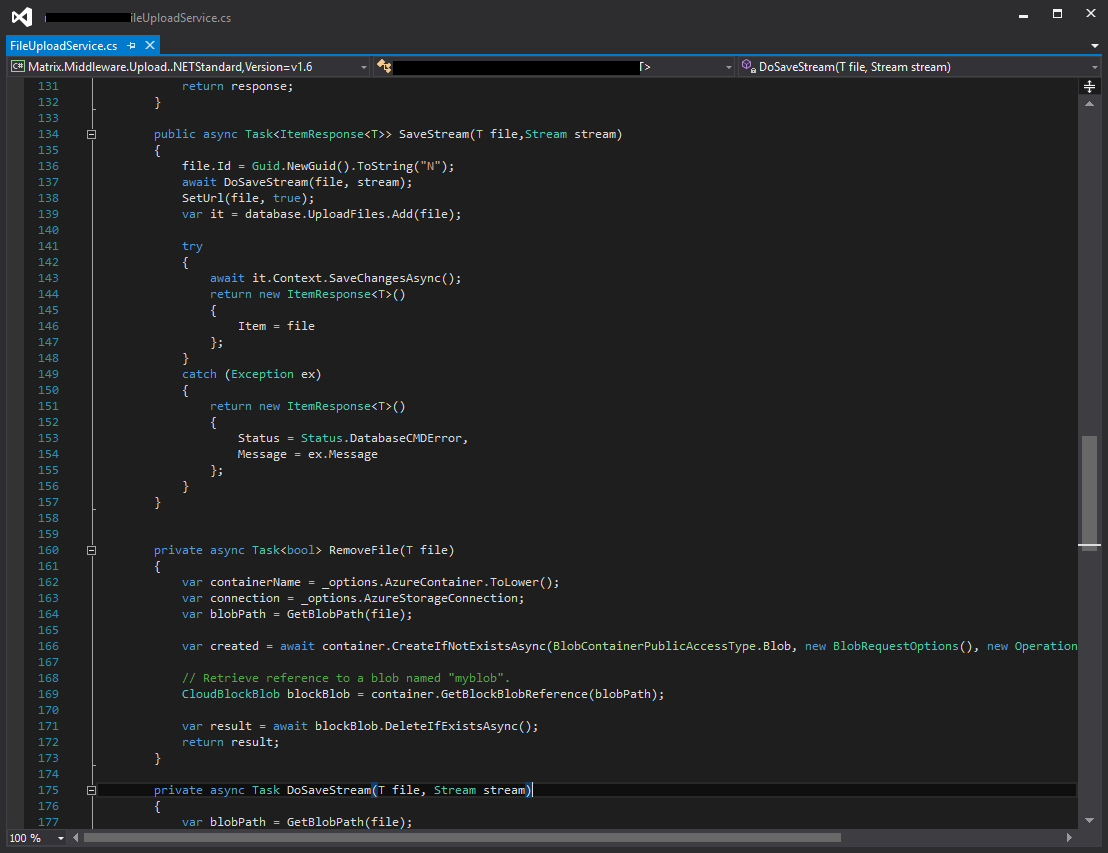 ileUploadService.cs
FileUploadService.cs
C# Matrix.Middleware.Upload..NETStandard,Version=v1.6
T>
DoSaveStream(T file, Stream stream)
131 return response;
132 }
133
134 public async Task<ItemResponse<T>> SaveStream(T file,Stream stream)
135 {
136 file.Id = Guid.NewGuid().ToString("N");
137 await DoSaveStream(file, stream);
138 SetUrl(file, true);
139 var it = database.UploadFiles.Add(file);
140
141 try
142 {
143 await it.Context.SaveChangesAsync();
144 return new ItemResponse<T>()
145 {
146 Item = file
147 };
148 }
149 catch (Exception ex)
150 {
151 return new ItemResponse<T>()
152 {
153 Status = Status.DatabaseCMDError,
154 Message = ex.Message
155 };
156 }
157 }
158
159
160 private async Task<bool> RemoveFile(T file)
161 {
162 var containerName = _options.AzureContainer.ToLower();
163 var connection = _options.AzureStorageConnection;
164 var blobPath = GetBlobPath(file);
165
166 var created = await container.CreateIfNotExistsAsync(BlobContainerPublicAccessType.Blob, new BlobRequestOptions(), new Operation
167
168 // Retrieve reference to a blob named "myblob".
169 CloudBlockBlob blockBlob = container.GetBlockBlobReference(blobPath);
170
171 var result = await blockBlob.DeleteIfExistsAsync();
172 return result;
173 }
174
175 private async Task DoSaveStream(T file, Stream stream)
176 {
177 var blobPath = GetBlobPath(file);
100 %